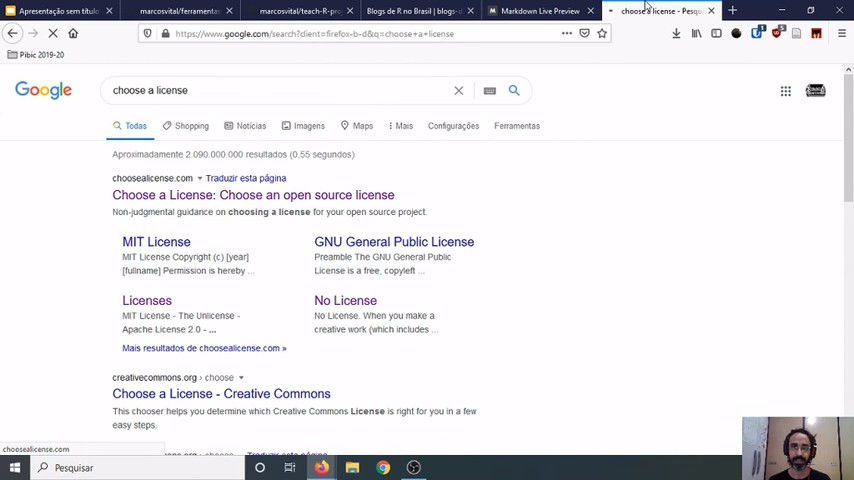 Apresentação sem título
marcosvital/ferramenta
marcosvital/teach-R-pro
Blogs de R no Brasil | blogs-d
Markdown Live Preview
choose a license - Pesqu
https://www.google.com/search?client=firefox-b-d&q=choose+a+license
Pibic 2019-20
Google
choose a license
Todas
Shopping
Notícias
Imagens
Maps
Mais
Configurações
Ferramentas
Aproximadamente 2.090.000.000 resultados (0,55 segundos)
choosealicense.com Traduzir esta página
Choose a License: Choose an open source license
Non-judgmental guidance on choosing a license for your open source project.
MIT License
MIT License Copyright (c) [year]
[fullname] Permission is hereby ...
GNU General Public License
Preamble The GNU General Public
License is a free, copyleft ...
Licenses
MIT License - The Unlicense -
Apache License 2.0 - ...
No License
No License. When you make a
creative work (which includes ...
Mais resultados de choosealicense.com »
creativecommons.org › choose
Choose a License - Creative Commons
This chooser helps you determine which Creative Commons License is right for you in a few
easy steps.
choosealicense.com
Traduzir esta página
Pesquisar